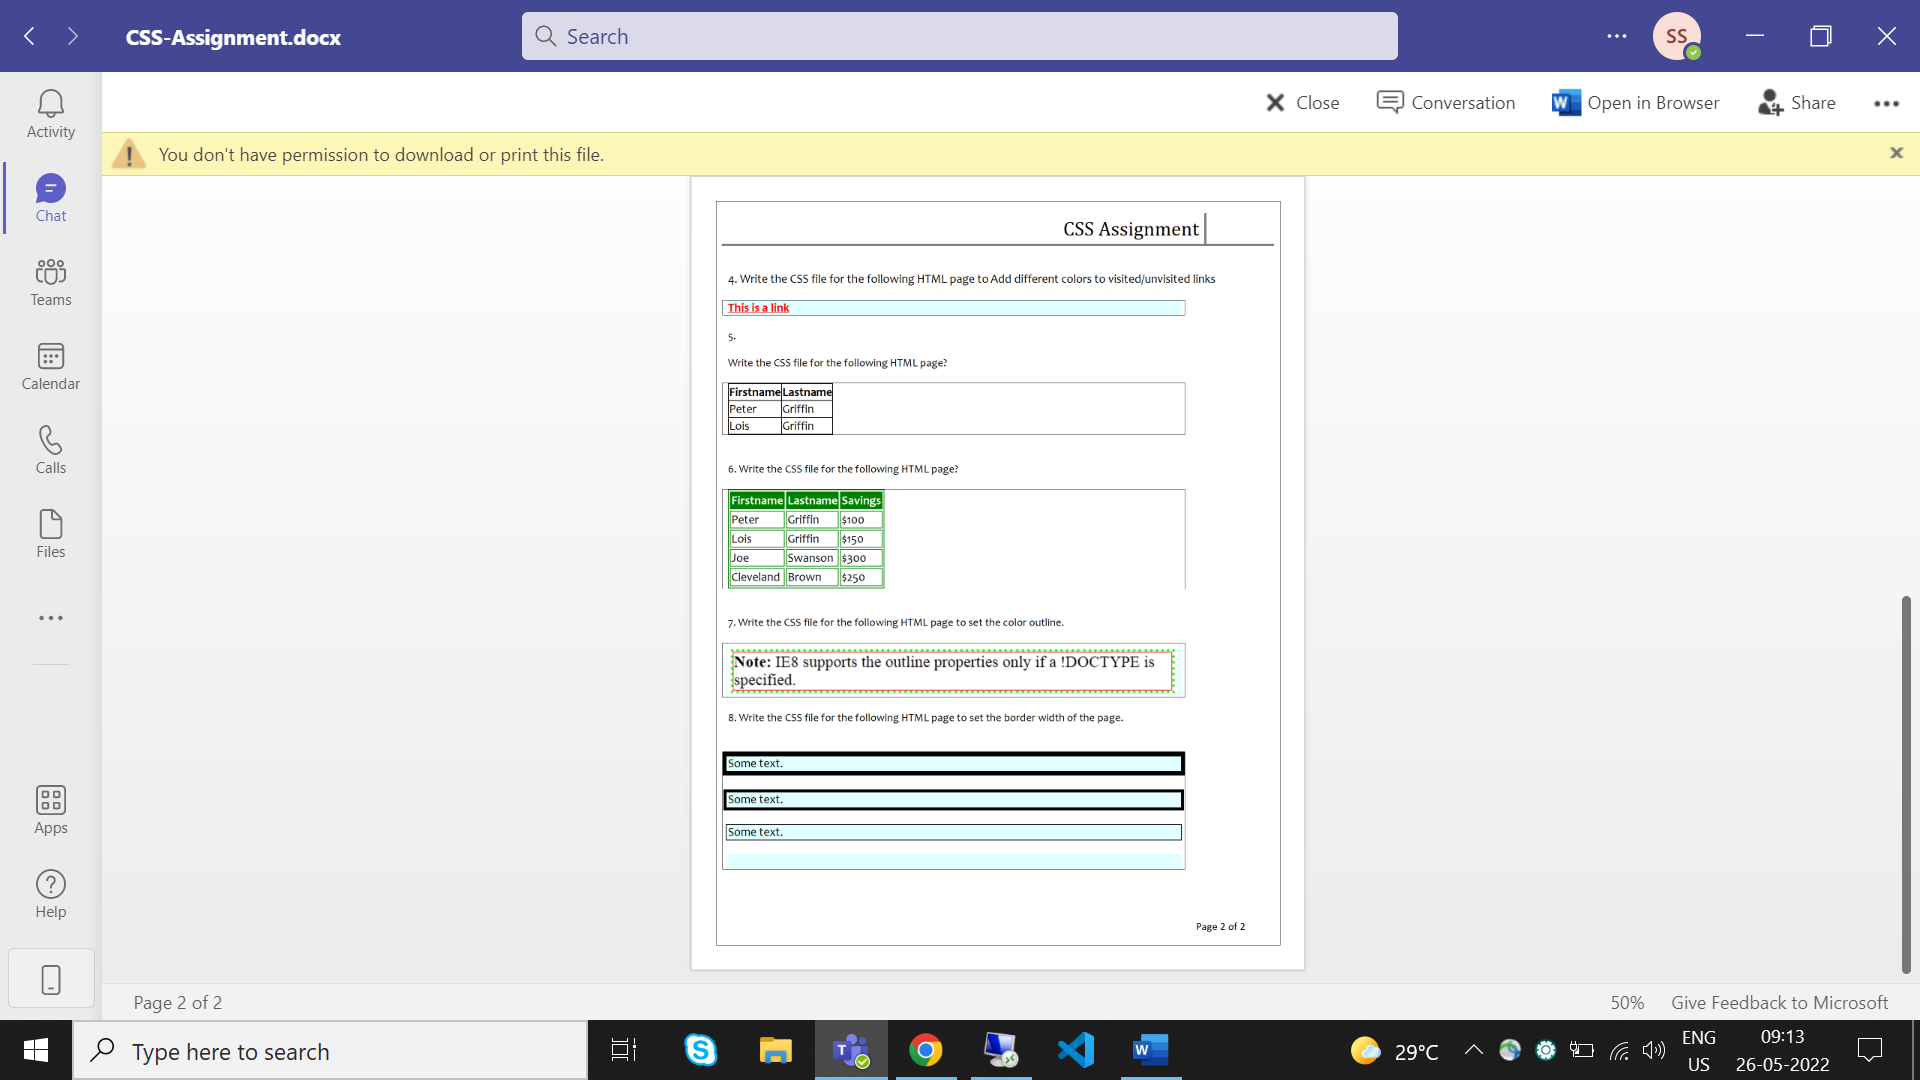 CSS-Assignment.docx
Search
SS
Activity
Chat
Teams
Calendar
Calls
Files
Apps
Help
Close
Conversation
Open in Browser
Share
You don't have permission to download or print this file.
CSS Assignment
4. Write the CSS file for the following HTML page to Add different colors to visited/unvisited links
This is a link
5.
Write the CSS file for the following HTML page?
Firstname Lastname
Peter Griffin
Lois Griffin
6. Write the CSS file for the following HTML page?
Firstname Lastname Savings
Peter Griffin $100
Lois Griffin $150
Joe Swanson $300
Cleveland Brown $250
7. Write the CSS file for the following HTML page to set the color outline.
Note: IE8 supports the outline properties only if a !DOCTYPE is
specified.
8. Write the CSS file for the following HTML page to set the border width of the page.
Some text.
Some text.
Some text.
Page 2 of 2
Page 2 of 2
50%
Give Feedback to Microsoft
Type here to search
29°C
ENG
US
09:13
26-05-2022